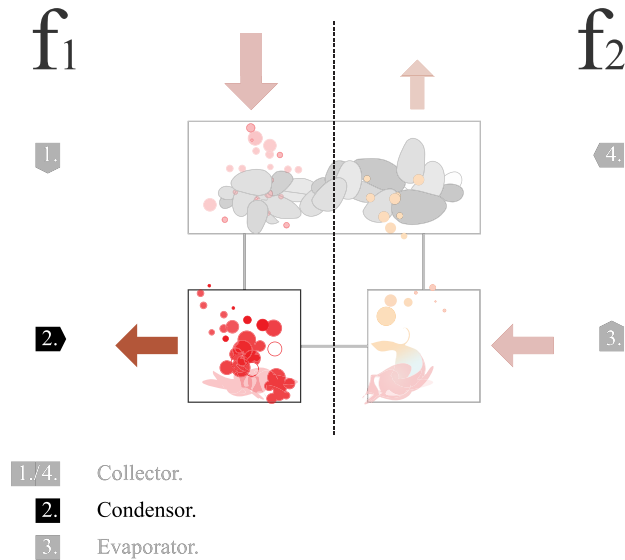 f1 f2
1. 4.
2. 3.
1./4. Collector.
2. Condensor.
3. Evaporator.